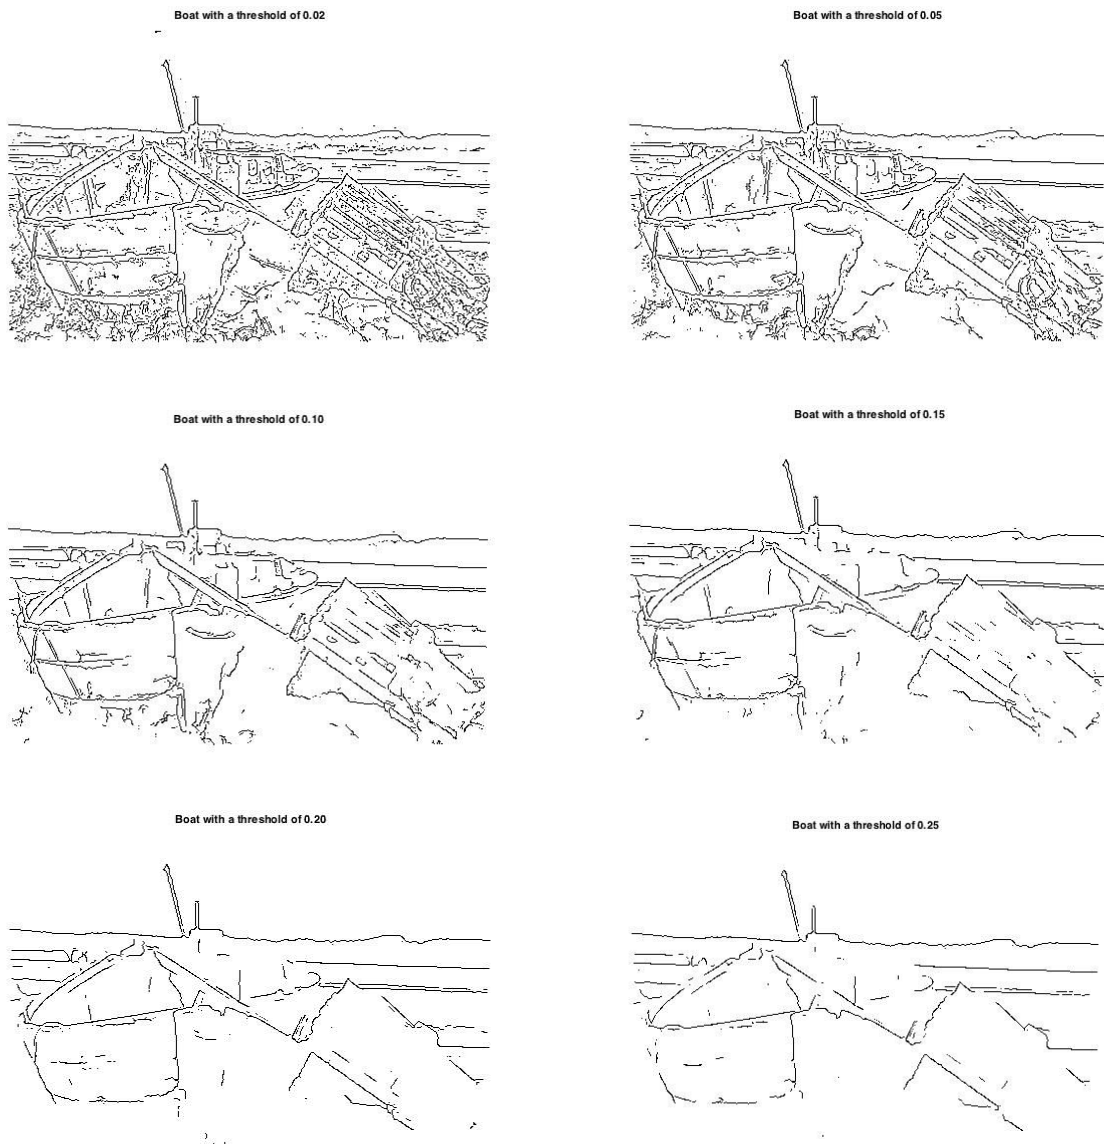 Boat with a threshold of 0.02
Boat with a threshold of 0.05
Boat with a threshold of 0.10
Boat with a threshold of 0.15
Boat with a threshold of 0.20
Boat with a threshold of 0.25